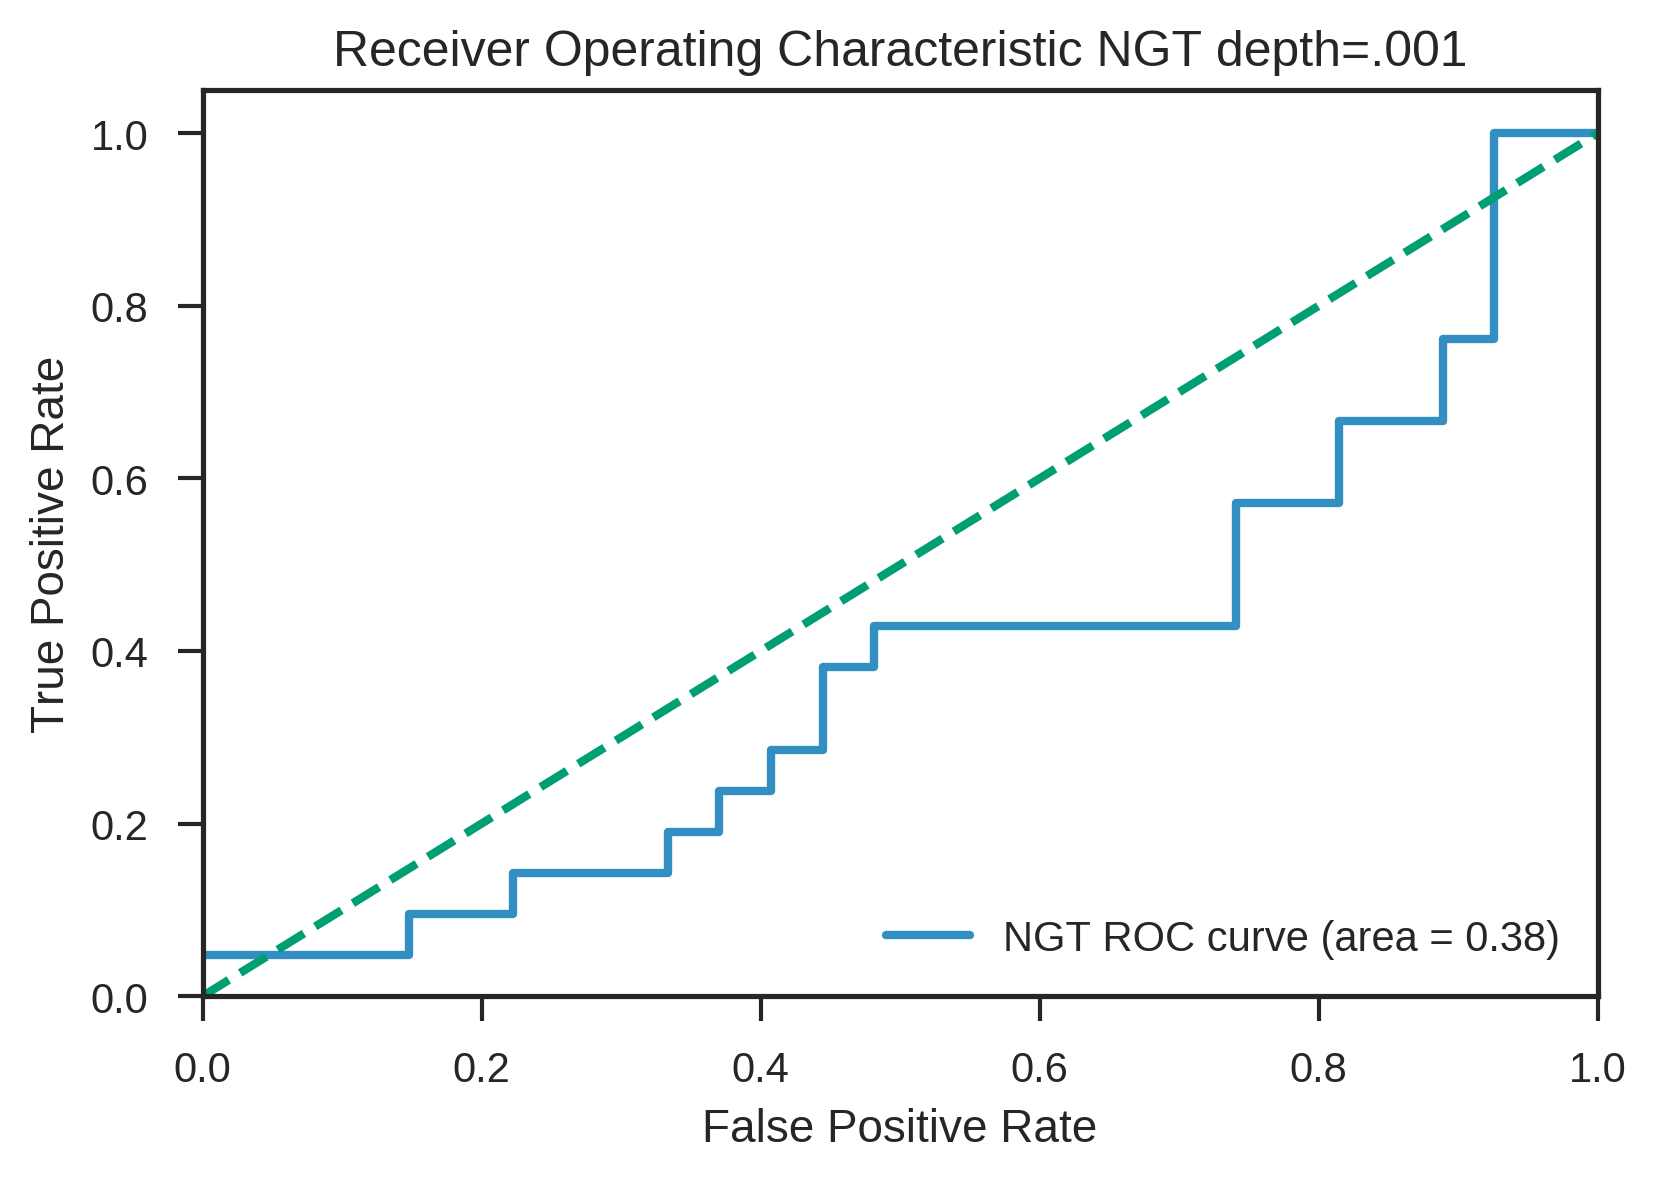 Receiver Operating Characteristic NGT depth=.001
1.0
0.8
0.6
0.4
0.2
0.0
True Positive Rate
NGT ROC curve (area = 0.38)
0.0 0.2 0.4 0.6 0.8 1.0
False Positive Rate